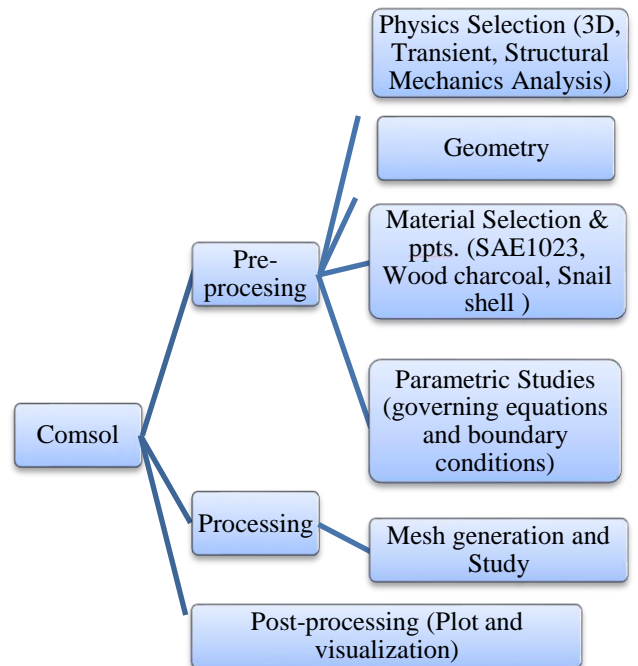 Physics Selection (3D,
Transient, Structural
Mechanics Analysis)
Geometry
Material Selection &
ppts. (SAE1023,
Wood charcoal, Snail
shell )
Pre-
procesing
Parametric Studies
(governing equations
and boundary
conditions)
Comsol
Processing
Mesh generation and
Study
Post-processing (Plot and
visualization)